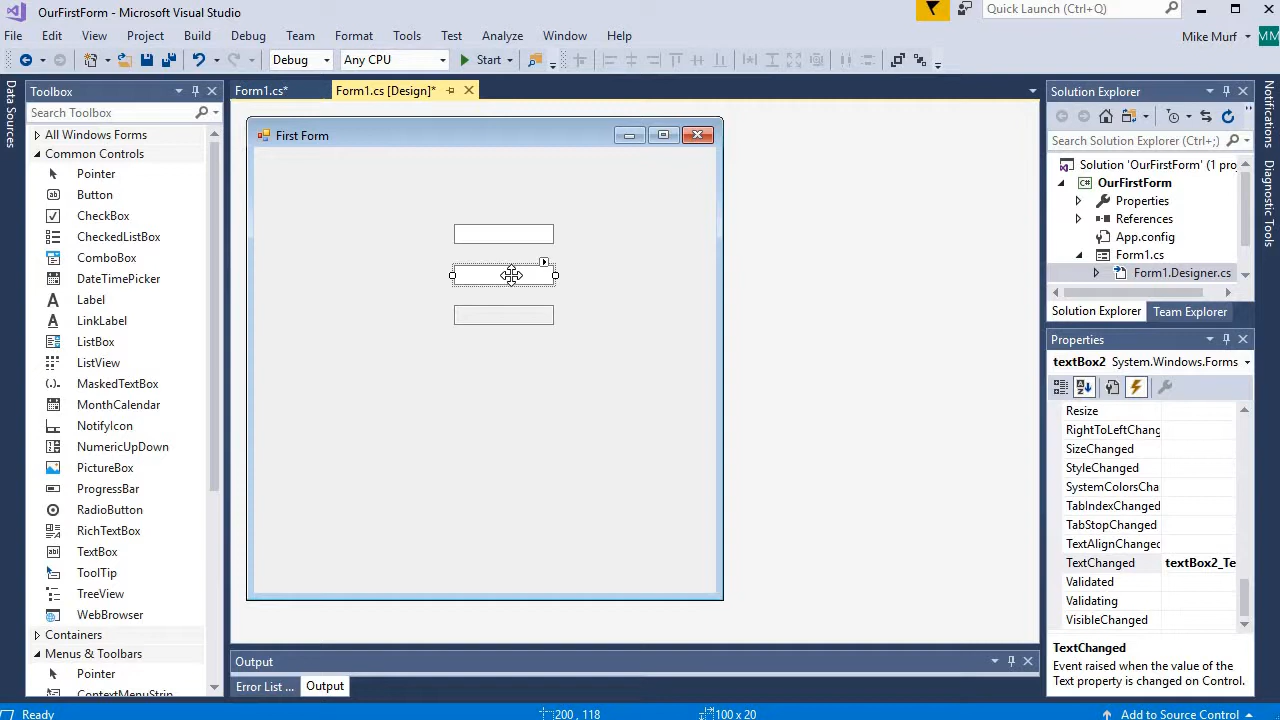 OurFirstForm - Microsoft Visual Studio
Quick Launch (Ctrl+Q)
File Edit View Project Build Debug Team Format Tools Test Analyze Window Help
Mike Murf MM
Debug Any CPU Start
Data Sources
Toolbox
Search Toolbox
All Windows Forms
Common Controls
Pointer
Button
CheckBox
CheckedListBox
ComboBox
DateTimePicker
Label
LinkLabel
ListBox
ListView
MaskedTextBox
MonthCalendar
NotifyIcon
NumericUpDown
PictureBox
ProgressBar
RadioButton
RichTextBox
TextBox
ToolTip
TreeView
WebBrowser
Containers
Menus & Toolbars
Pointer
ContextMenuStrip
Form1.cs* Form1.cs [Design]*
First Form
Output
Error List ... Output
Solution Explorer
Search Solution Explorer (Ctrl+;)
Solution 'OurFirstForm' (1 proj
OurFirstForm
Properties
References
App.config
Form1.cs
Form1.Designer.cs
Solution Explorer Team Explorer
Properties
textBox2 System.Windows.Forms
Resize
RightToLeftChang
SizeChanged
StyleChanged
SystemColorsCha
TabIndexChanged
TabStopChanged
TextAlignChanged
TextChanged textBox2_Te
Validated
Validating
VisibleChanged
TextChanged
Event raised when the value of the
Text property is changed on Control.
Notifications
Diagnostic Tools
Ready 200 , 118 100 x 20 Add to Source Control